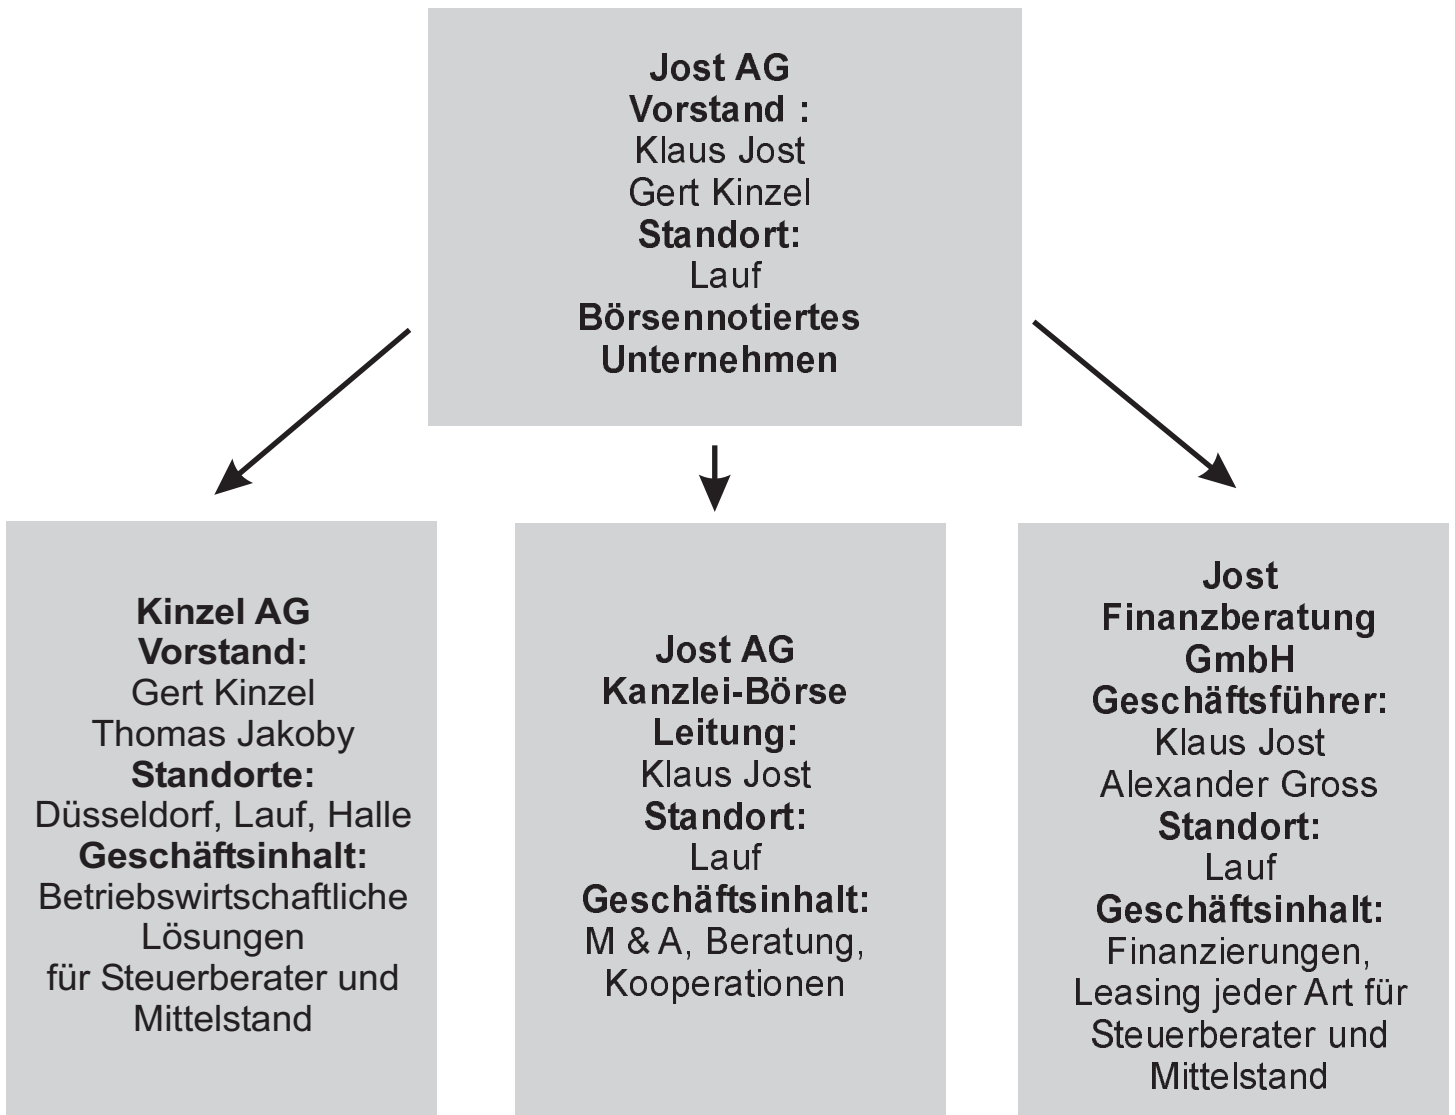 Jost AG
Vorstand :
Klaus Jost
Gert Kinzel
Standort:
Lauf
Börsennotiertes
Unternehmen
Kinzel AG
Vorstand:
Gert Kinzel
Thomas Jakoby
Standorte:
Düsseldorf, Lauf, Halle
Geschäftsinhalt:
Betriebswirtschaftliche
Lösungen
für Steuerberater und
Mittelstand
Jost AG
Kanzlei-Börse
Leitung:
Klaus Jost
Standort:
Lauf
Geschäftsinhalt:
M & A, Beratung,
Kooperationen
Jost
Finanzberatung
GmbH
Geschäftsführer:
Klaus Jost
Alexander Gross
Standort:
Lauf
Geschäftsinhalt:
Finanzierungen,
Leasing jeder Art für
Steuerberater und
Mittelstand